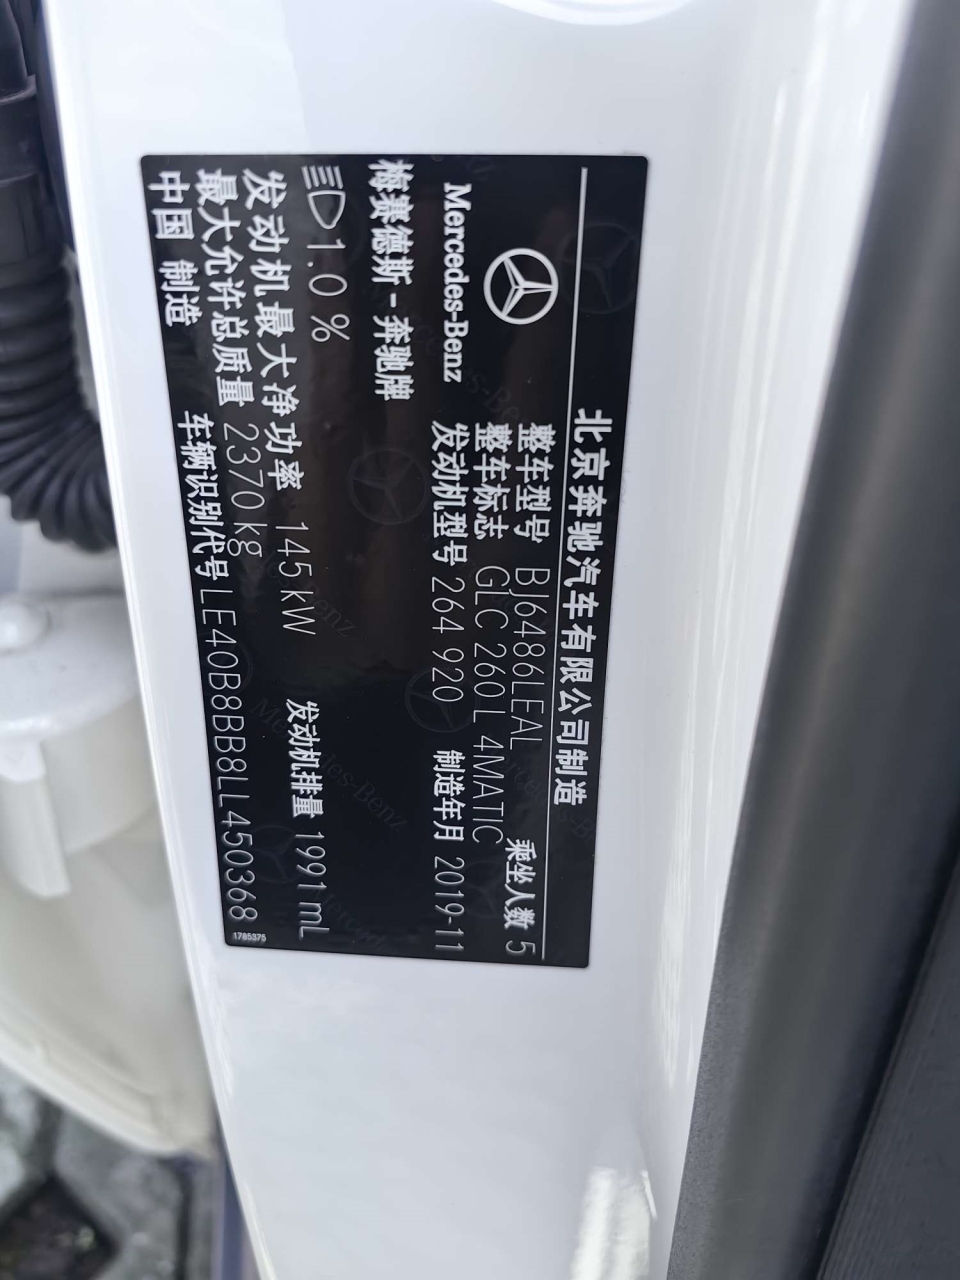 北京奔驰汽车有限公司制造
Mercedes-Benz
整车型号 BJ6486LEAL 乘坐人数 5
整车标志 GLC 260 L 4MATIC
发动机型号 264 920 制造年月 2019-11
梅赛德斯-奔驰牌
1.0 %
发动机最大净功率 145 kW 发动机排量 1991 mL
最大允许总质量 2370 kg
中国 制造 车辆识别代号 LE40B8BB8LL450368
1785375